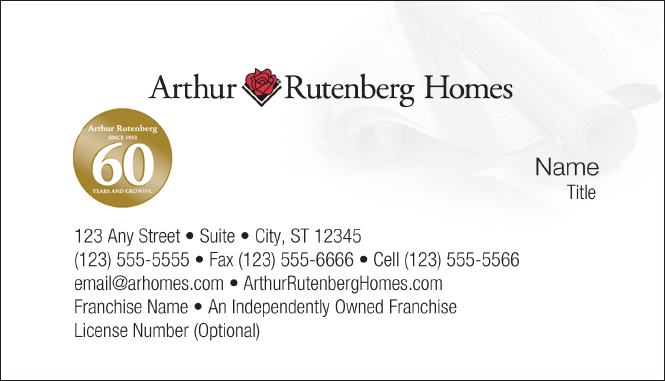 Arthur Rutenberg Homes
Arthur Rutenberg
SINCE 1953
60
YEARS AND GROWING
Name
Title
123 Any Street • Suite • City, ST 12345
(123) 555-5555 • Fax (123) 555-6666 • Cell (123) 555-5566
email@arhomes.com • ArthurRutenbergHomes.com
Franchise Name • An Independently Owned Franchise
License Number (Optional)